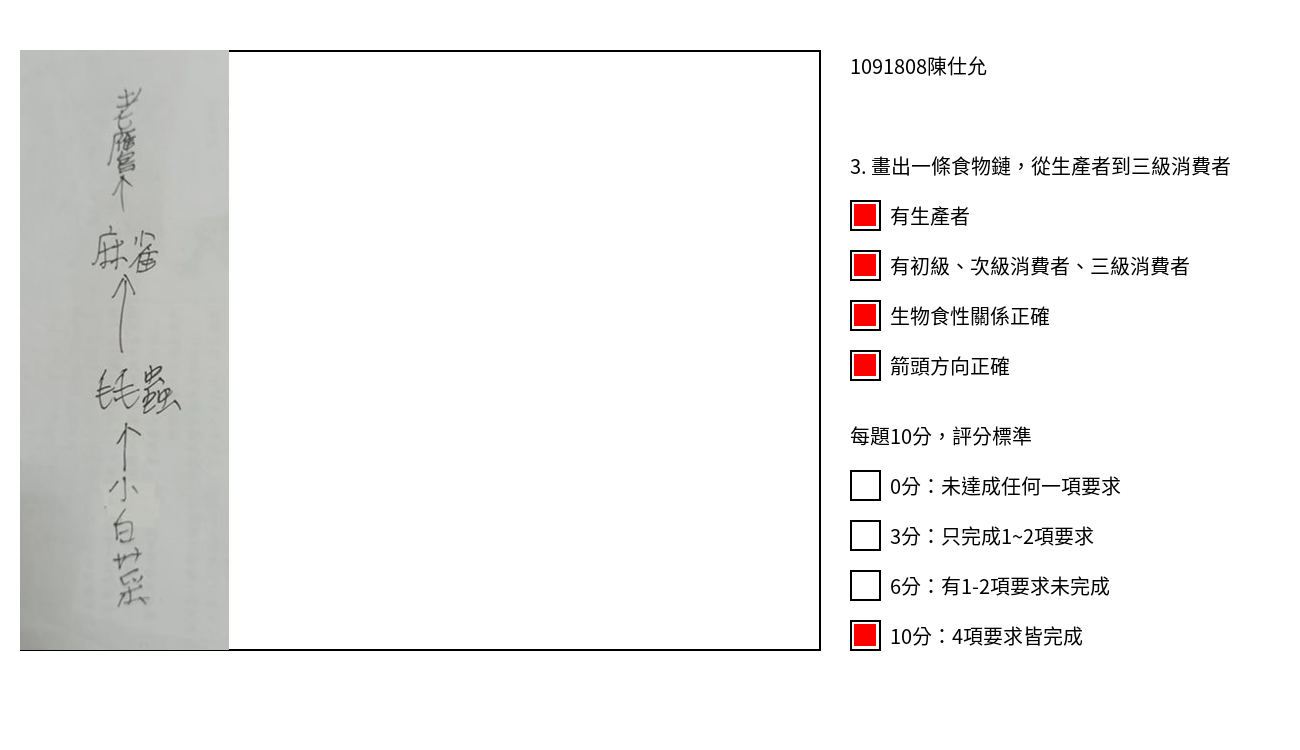 老鷹
↑
麻雀
↑
毛毛蟲
↑
小白菜
1091808陳仕允
3. 畫出一條食物鏈，從生產者到三級消費者
有生產者
有初級、次級消費者、三級消費者
生物食性關係正確
箭頭方向正確
每題10分，評分標準
0分：未達成任何一項要求
3分：只完成1~2項要求
6分：有1-2項要求未完成
10分：4項要求皆完成